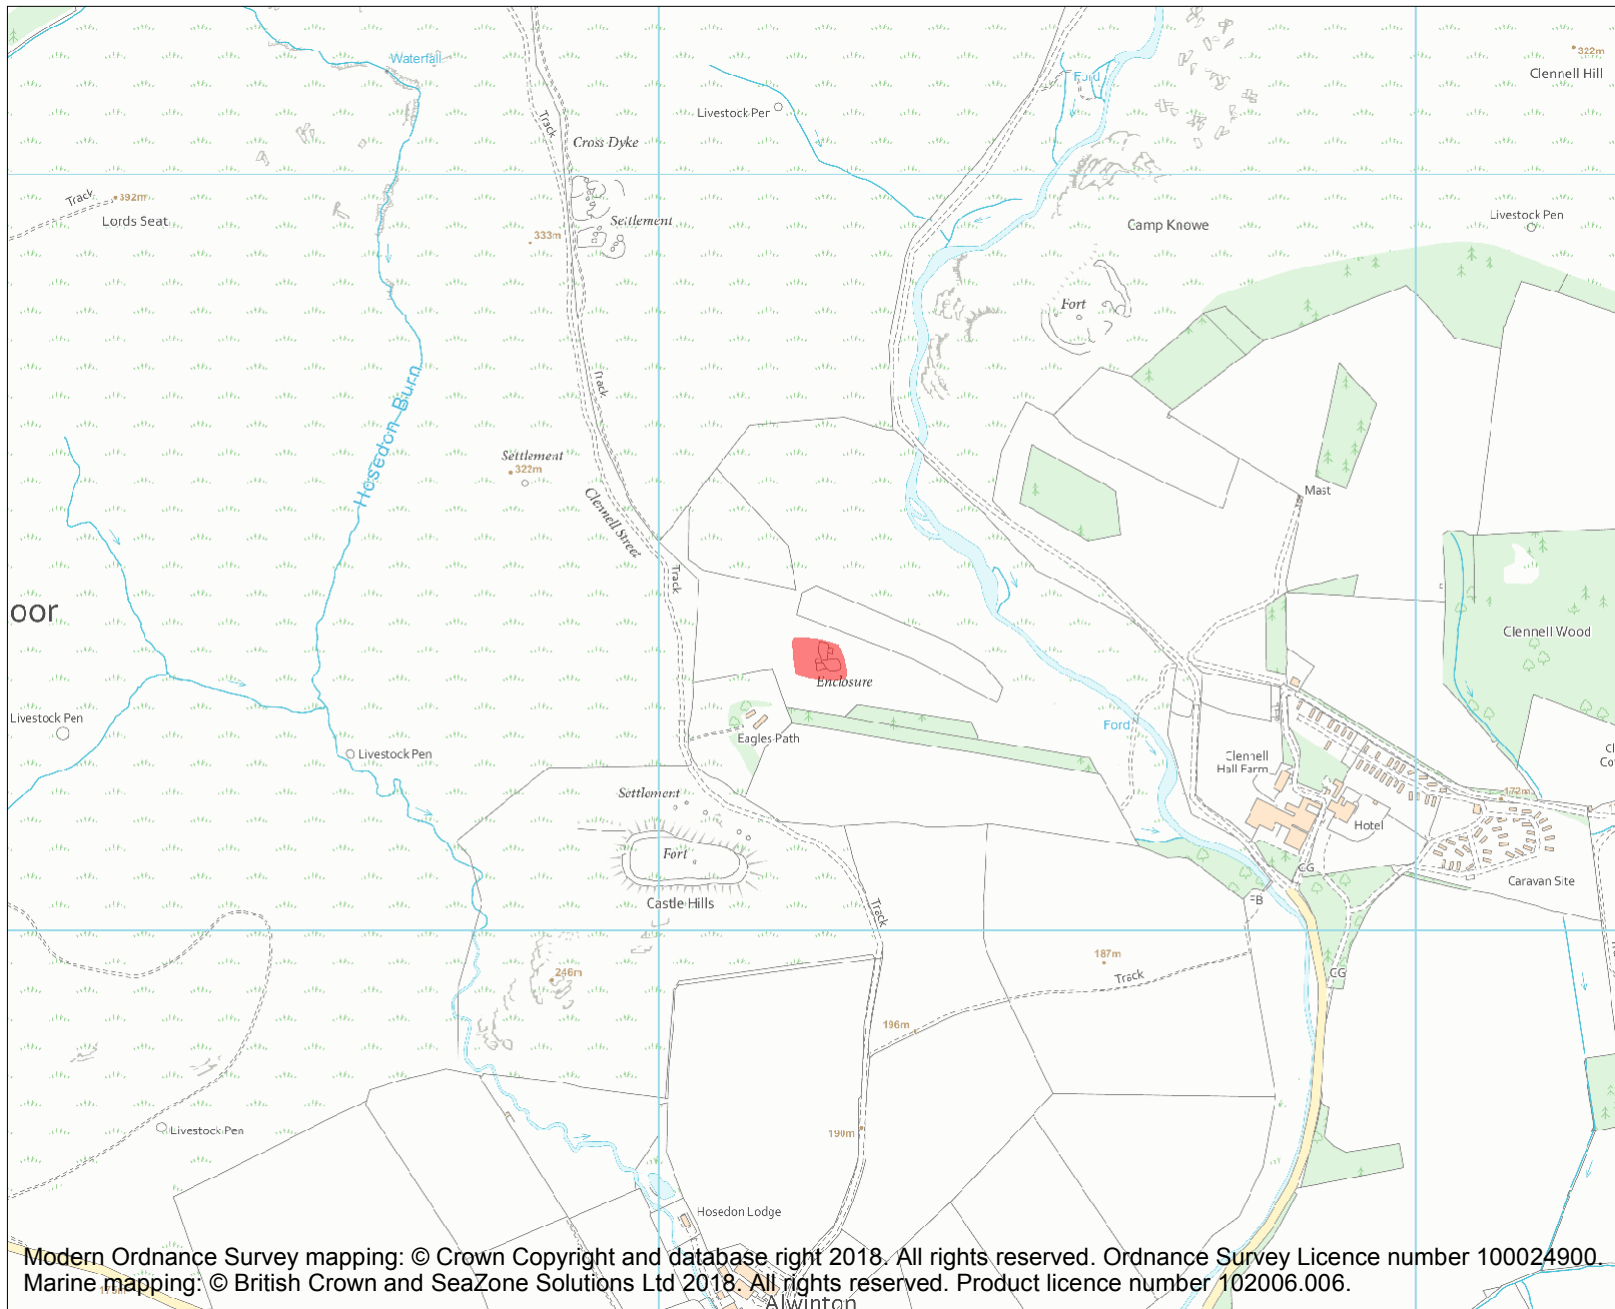 Waterfall
Ford
322m
Clennell Hill
Livestock Pen
Track
Cross Dyke
Track
392m
Lords Seat
Settlement
333m
Camp Knowe
Livestock Pen
Fort
Track
Hosedon Burn
Settlement
322m
Clennell Street
Mast
Track
oor
Clennell Wood
Enclosure
Livestock Pen
Eagles Path
Ford
Livestock Pen
Clennell
Hall Farm
Cl
Co
Settlement
172m
Hotel
Fort
CG
Caravan Site
Castle Hills
FB
Track
187m
246m
Track
CG
196m
190m
Livestock Pen
Hosedon Lodge
Modern Ordnance Survey mapping: © Crown Copyright and database right 2018. All rights reserved. Ordnance Survey Licence number 100024900.
Marine mapping: © British Crown and SeaZone Solutions Ltd 2018. All rights reserved. Product licence number 102006.006.
Alwinton